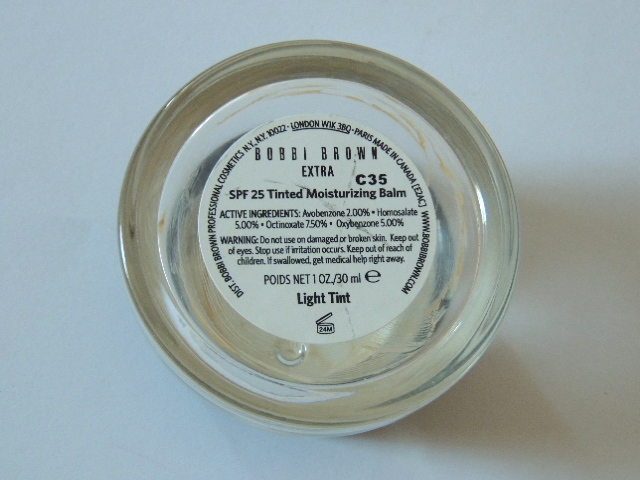 DIST. BOBBI BROWN PROFESSIONAL COSMETICS N.Y., N.Y. 10022 • LONDON W1K 3BQ • PARIS MADE IN CANADA [E2AC] WWW.BOBBIBROWN.COM
BOBBI BROWN
EXTRA
C35
SPF 25 Tinted Moisturizing Balm
ACTIVE INGREDIENTS: Avobenzone 2.00% • Homosalate
5.00% • Octinoxate 7.50% • Oxybenzone 5.00%
WARNING: Do not use on damaged or broken skin. Keep out
of eyes. Stop use if irritation occurs. Keep out of reach of
children. If swallowed, get medical help right away.
POIDS NET 1 OZ./30 ml ℮
Light Tint
24M